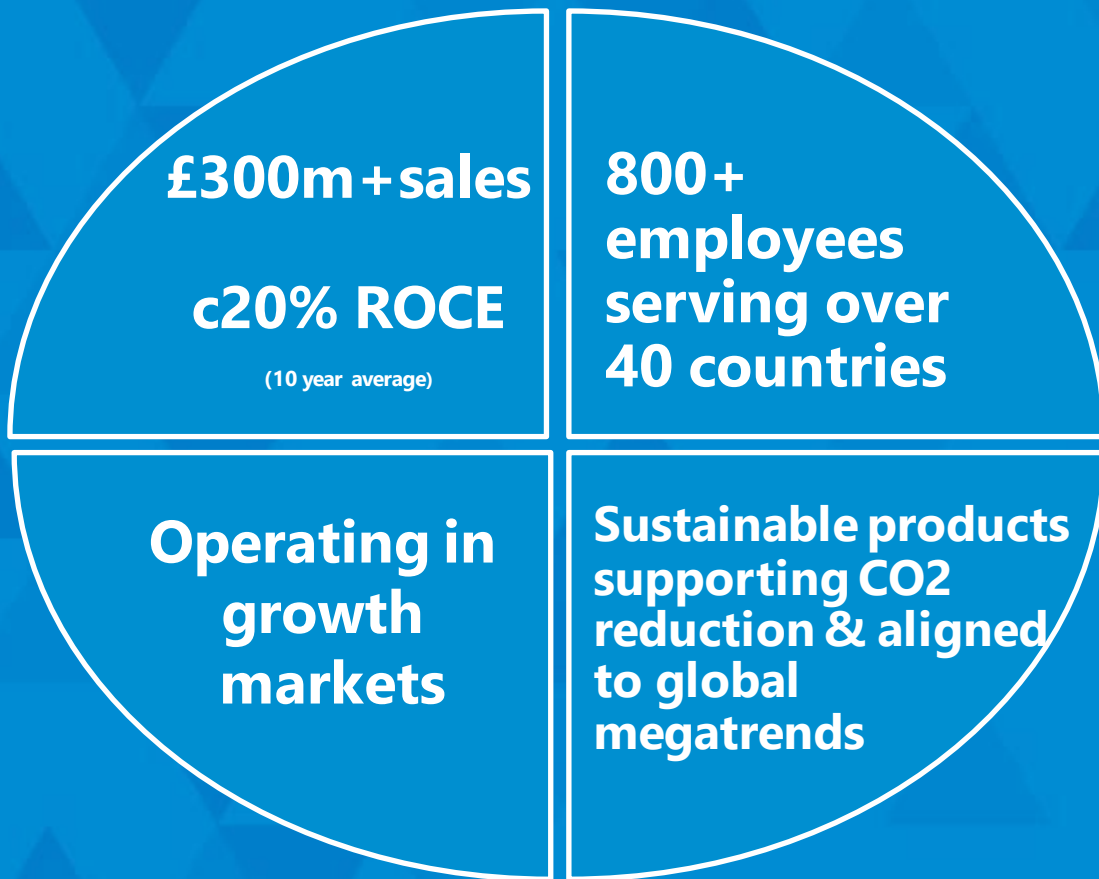 £300m+sales
c20% ROCE
(10 year average)
800+
employees
serving over
40 countries
Operating in
growth
markets
Sustainable products
supporting CO2
reduction & aligned
to global
megatrends